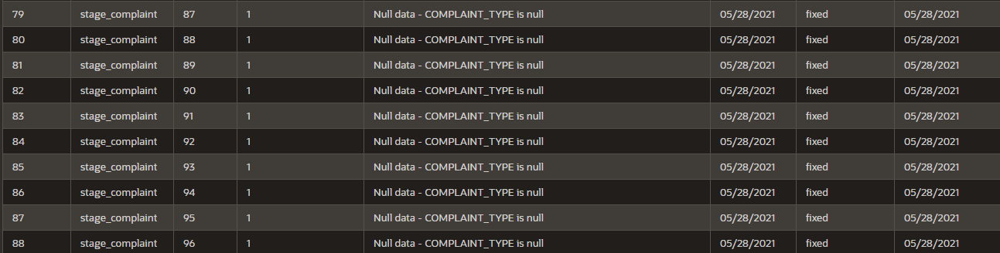 79 stage_complaint 87 1 Null data - COMPLAINT_TYPE is null 05/28/2021 fixed 05/28/2021
80 stage_complaint 88 1 Null data - COMPLAINT_TYPE is null 05/28/2021 fixed 05/28/2021
81 stage_complaint 89 1 Null data - COMPLAINT_TYPE is null 05/28/2021 fixed 05/28/2021
82 stage_complaint 90 1 Null data - COMPLAINT_TYPE is null 05/28/2021 fixed 05/28/2021
83 stage_complaint 91 1 Null data - COMPLAINT_TYPE is null 05/28/2021 fixed 05/28/2021
84 stage_complaint 92 1 Null data - COMPLAINT_TYPE is null 05/28/2021 fixed 05/28/2021
85 stage_complaint 93 1 Null data - COMPLAINT_TYPE is null 05/28/2021 fixed 05/28/2021
86 stage_complaint 94 1 Null data - COMPLAINT_TYPE is null 05/28/2021 fixed 05/28/2021
87 stage_complaint 95 1 Null data - COMPLAINT_TYPE is null 05/28/2021 fixed 05/28/2021
88 stage_complaint 96 1 Null data - COMPLAINT_TYPE is null 05/28/2021 fixed 05/28/2021